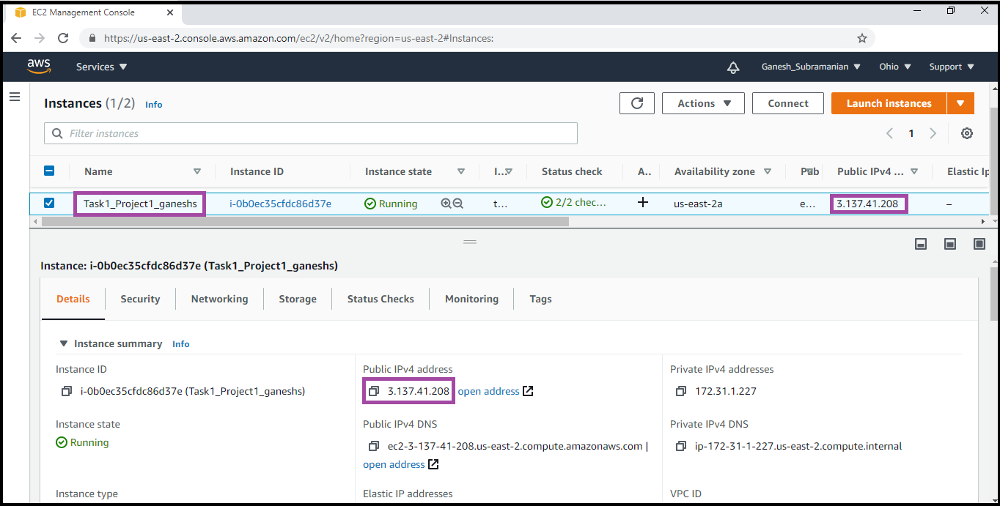 EC2 Management Console
https://us-east-2.console.aws.amazon.com/ec2/v2/home?region=us-east-2#Instances:
aws Services Ganesh_Subramanian Ohio Support
Instances (1/2) Info Actions Connect Launch instances
Filter instances 1
Name Instance ID Instance state I... Status check A.. Availability zone Pub Public IPv4 ... Elastic Ip
Task1_Project1_ganeshs i-0b0ec35cfdc86d37e Running t... 2/2 chec... us-east-2a e... 3.137.41.208 –
Instance: i-0b0ec35cfdc86d37e (Task1_Project1_ganeshs)
Details Security Networking Storage Status Checks Monitoring Tags
Instance summary Info
Instance ID Public IPv4 address Private IPv4 addresses
i-0b0ec35cfdc86d37e (Task1_Project1_ganeshs) 3.137.41.208 open address 172.31.1.227
Instance state Public IPv4 DNS Private IPv4 DNS
Running ec2-3-137-41-208.us-east-2.compute.amazonaws.com | ip-172-31-1-227.us-east-2.compute.internal
open address
Instance type Elastic IP addresses VPC ID